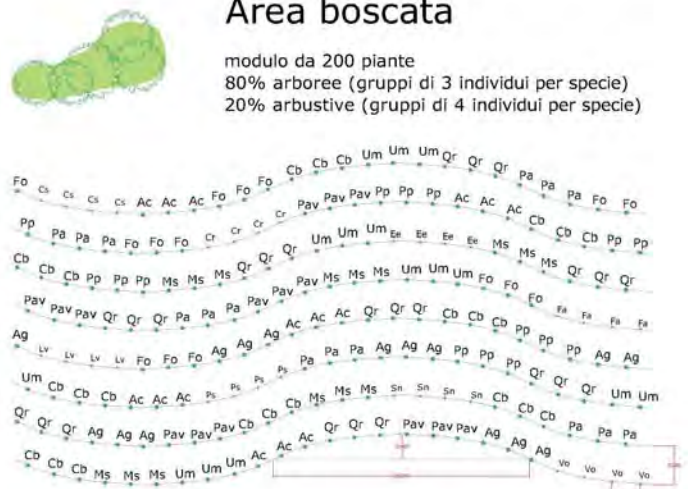 Area boscata
modulo da 200 piante
80% arboree (gruppi di 3 individui per specie)
20% arbustive (gruppi di 4 individui per specie)
Fo Cs Cs Cs Cs Ac Ac Ac Fo Fo Fo Cb Cb Cb Um Um Um Qr Qr Qr Pa Pa Pa Fo Fo
Pp Pa Pa Pa Fo Fo Fo Cr Cr Cr Cr Pav Pav Pav Pp Pp Pp Ac Ac Ac Cb Cb Cb Pp Pp
Cb Cb Cb Pp Pp Pp Ms Ms Ms Qr Qr Qr Um Um Um Ee Ee Ee Ee Ms Ms Ms Qr Qr Qr
Pav Pav Pav Qr Qr Qr Pa Pa Pa Pav Pav Pav Ms Ms Ms Um Um Um Fo Fo Fo Fa Fa Fa Fa
Ag Lv Lv Lv Lv Fo Fo Fo Ag Ag Ag Ac Ac Ac Qr Qr Qr Cb Cb Cb Pp Pp Pp Ag Ag
Um Cb Cb Cb Ac Ac Ac Ps Ps Ps Ps Pa Pa Pa Ag Ag Ag Pp Pp Pp Qr Qr Qr Um Um
Qr Qr Qr Ag Ag Ag Pav Pav Pav Cb Cb Cb Ms Ms Ms Sn Sn Sn Sn Cb Cb Cb Pa Pa Pa
Cb Cb Cb Ms Ms Ms Um Um Um Ac Ac Ac Qr Qr Qr Pav Pav Pav Ag Ag Ag Vo Vo Vo Vo